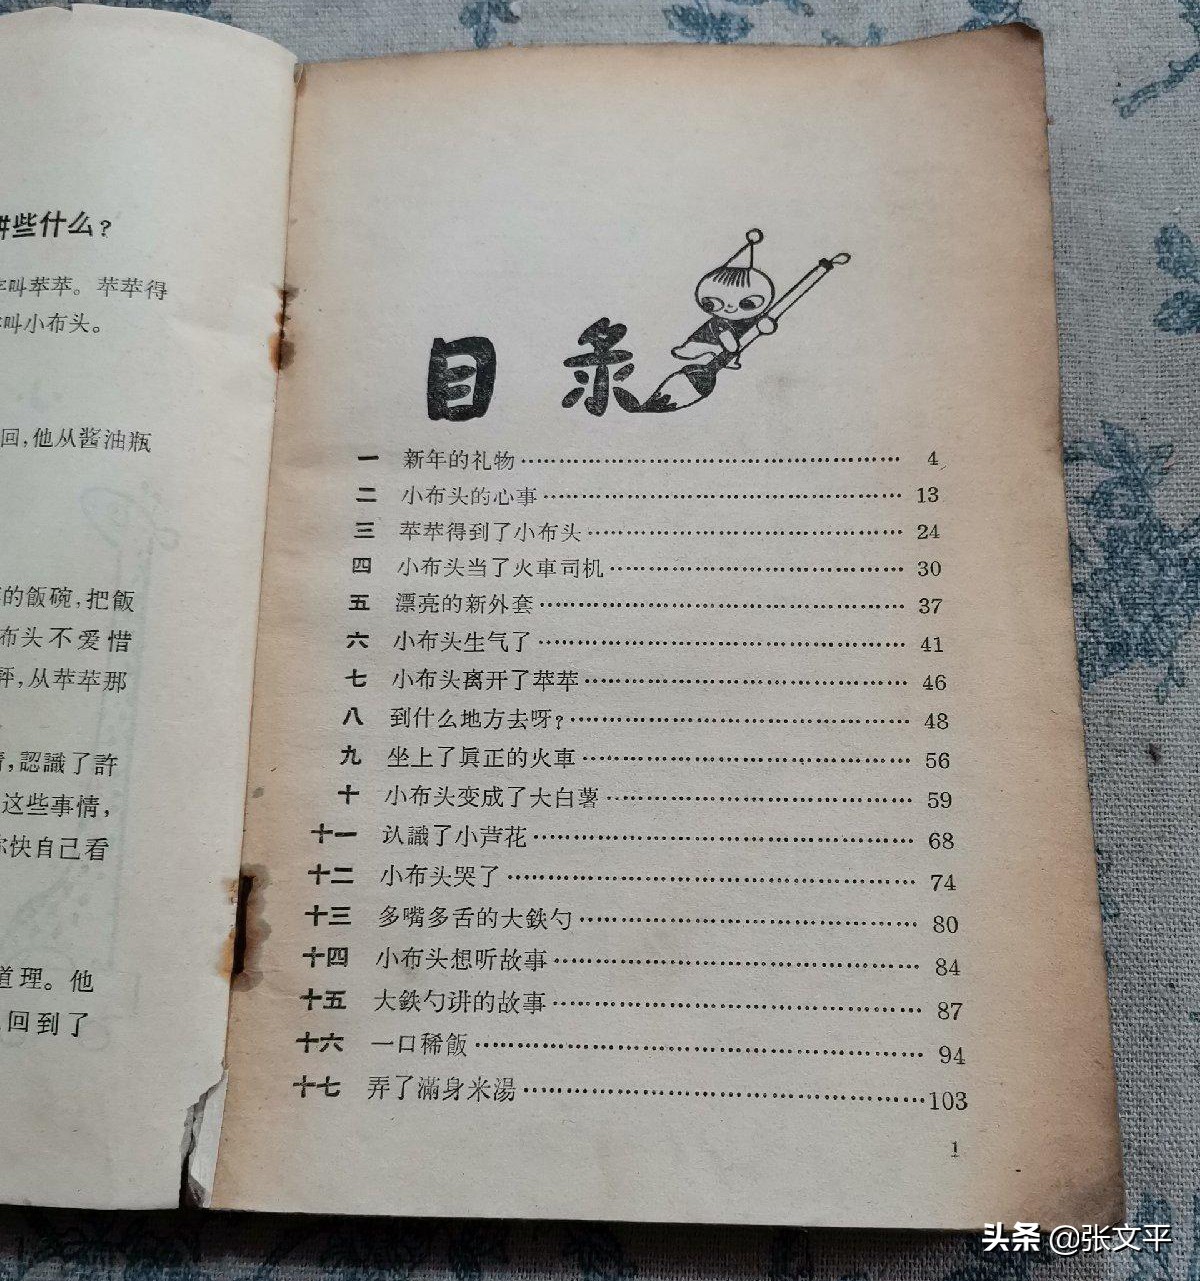 讲些什么？
字叫苹苹。苹苹得
叫小布头。
回，他从酱油瓶
的飯碗，把飯
布头不爱惜
評，从苹苹那
情，認識了許
这些事情，
你快自己看
道理。他
回到了
目录
一 新年的礼物 4
二 小布头的心事 13
三 苹苹得到了小布头 24
四 小布头当了火車司机 30
五 漂亮的新外套 37
六 小布头生气了 41
七 小布头离开了苹苹 46
八 到什么地方去呀？ 48
九 坐上了眞正的火車 56
十 小布头变成了大白薯 59
十一 认識了小芦花 68
十二 小布头哭了 74
十三 多嘴多舌的大鉄勺 80
十四 小布头想听故事 84
十五 大鉄勺讲的故事 87
十六 一口稀飯 94
十七 弄了滿身米湯 103
1
头条 @张文平